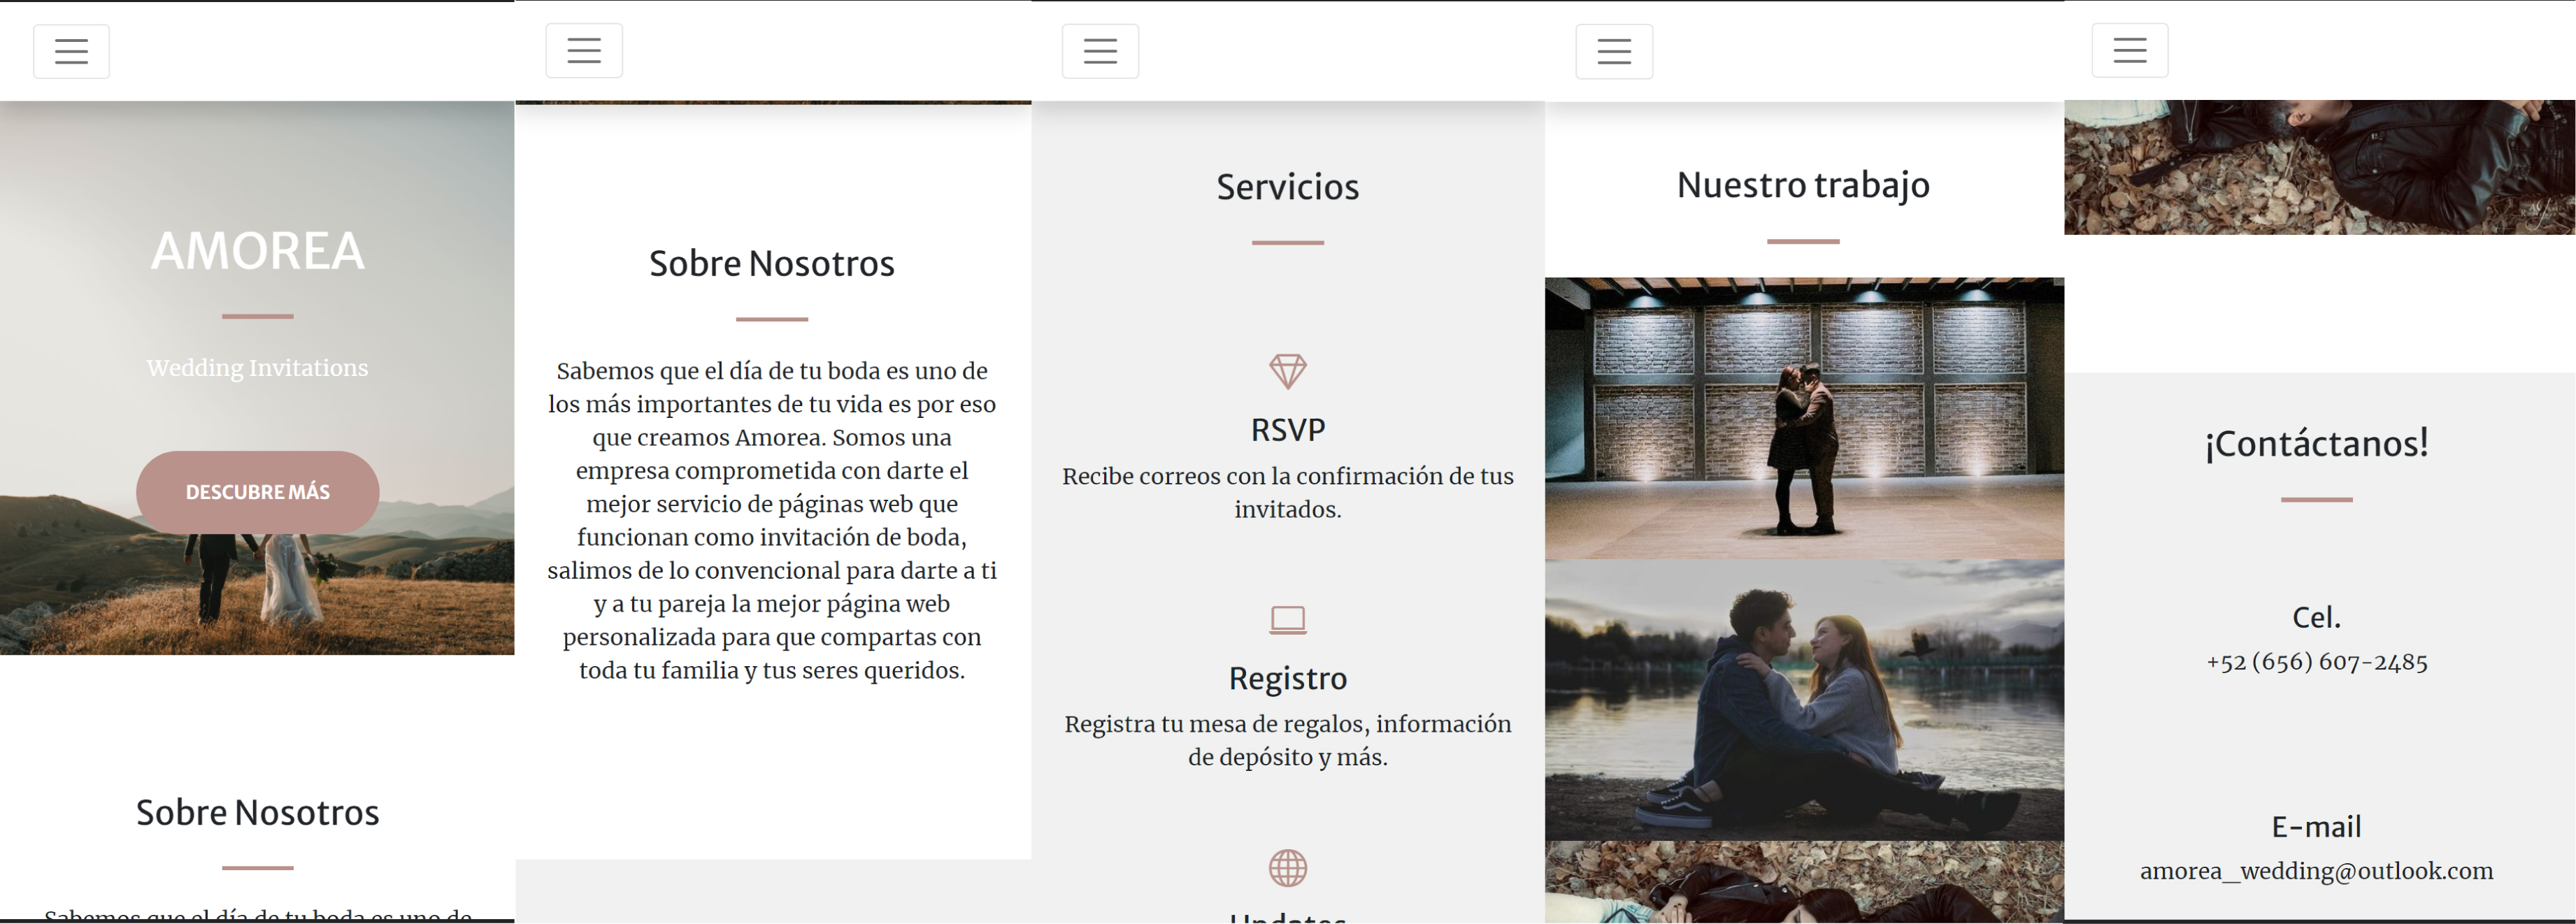 AMOREA
Wedding Invitations
DESCUBRE MÁS
Sobre Nosotros
Sabemos que el día de tu boda es uno de
Sobre Nosotros
Sabemos que el día de tu boda es uno de
los más importantes de tu vida es por eso
que creamos Amorea. Somos una
empresa comprometida con darte el
mejor servicio de páginas web que
funcionan como invitación de boda,
salimos de lo convencional para darte a ti
y a tu pareja la mejor página web
personalizada para que compartas con
toda tu familia y tus seres queridos.
Servicios
RSVP
Recibe correos con la confirmación de tus
invitados.
Registro
Registra tu mesa de regalos, información
de depósito y más.
Updates
Nuestro trabajo
¡Contáctanos!
Cel.
+52 (656) 607-2485
E-mail
amorea_wedding@outlook.com